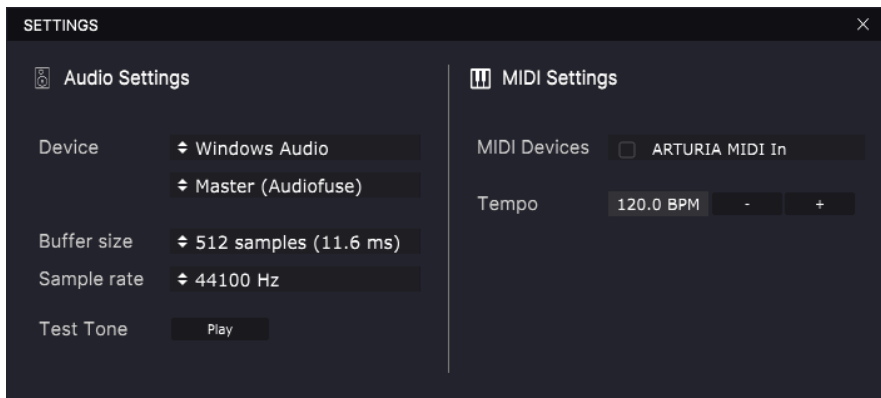 SETTINGS
Audio Settings
Device
Windows Audio
Master (Audiofuse)
Buffer size
512 samples (11.6 ms)
Sample rate
44100 Hz
Test Tone
Play
MIDI Settings
MIDI Devices
ARTURIA MIDI In
Tempo
120.0 BPM
-
+